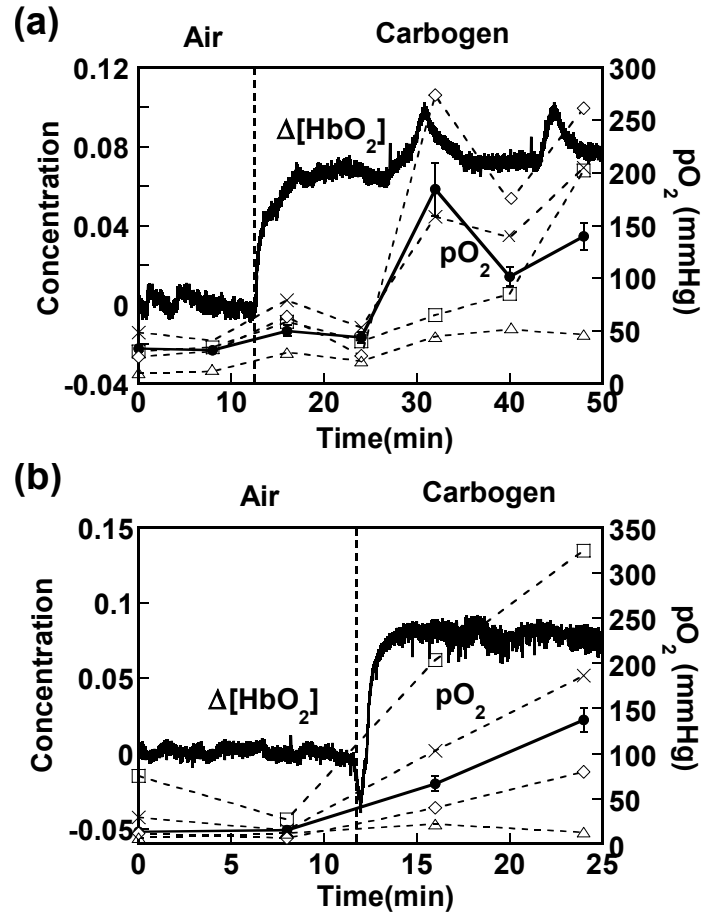 (a)
Air Carbogen
0.12 300
Δ[HbO₂] 250
0.08 200
0.04 150
pO₂ 100
0 50
-0.04 0
0 10 20 30 40 50
Time(min)
Concentration
pO₂ (mmHg)
(b)
Air Carbogen
0.15 350
300
0.1 250
0.05 200
Δ[HbO₂] pO₂ 150
0 100
50
-0.05 0
0 5 10 15 20 25
Time(min)
Concentration
pO₂ (mmHg)